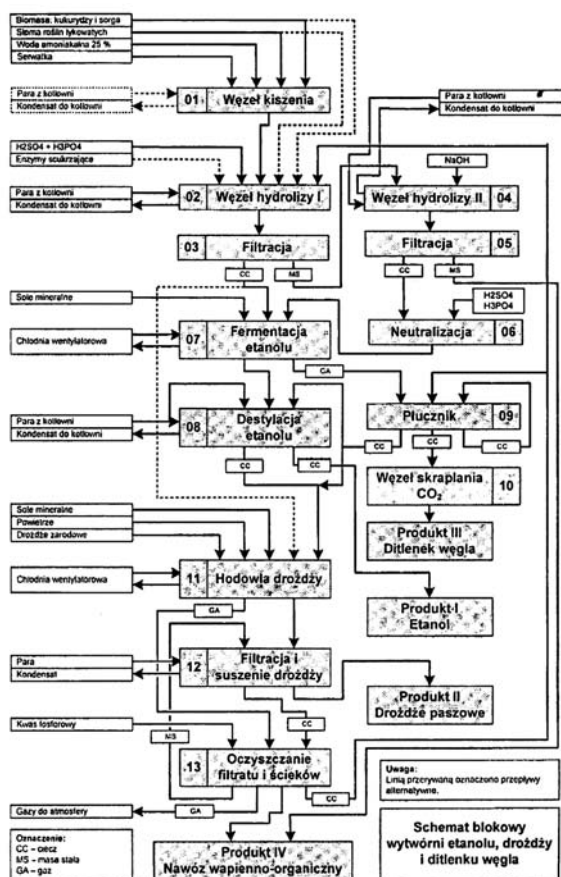 Biomasa: kukurydzy i sorga
Słoma roślin łykowatych
Woda amoniakalna 25 %
Serwatka
Para z kotłowni
Kondensat do kotłowni
01 Węzeł kiszenia
Para z kotłowni
Kondensat do kotłowni
H2SO4 + H3PO4
Enzymy scukrzające
NaOH
Para z kotłowni
Kondensat do kotłowni
02 Węzeł hydrolizy I
Węzeł hydrolizy II 04
03 Filtracja
Filtracja 05
CC
MS
CC
MS
Sole mineralne
H2SO4
H3PO4
Chłodnia wentylatorowa
07 Fermentacja
etanolu
Neutralizacja 06
GA
Para z kotłowni
Kondensat do kotłowni
08 Destylacja
etanolu
Płucznik 09
CC
CC
CC
CC
CC
Węzeł skraplania
CO2
10
Produkt III
Ditlenek węgla
Sole mineralne
Powietrze
Drożdże zarodowe
Chłodnia wentylatorowa
11 Hodowla drożdży
GA
Produkt I
Etanol
Para
Kondensat
12 Filtracja i
suszenie drożdży
Produkt II
Drożdże paszowe
Kwas fosforowy
MS
CC
13 Oczyszczanie
filtratu i ścieków
Uwaga:
Linią przerywaną oznaczono przepływy
alternatywne.
CC
Gazy do atmosfery
GA
Oznaczenie:
CC – ciecz
MS – masa stała
GA – gaz
Produkt IV
Nawóz wapienno-organiczny
Schemat blokowy
wytwórni etanolu, drożdży
i ditlenku węgla